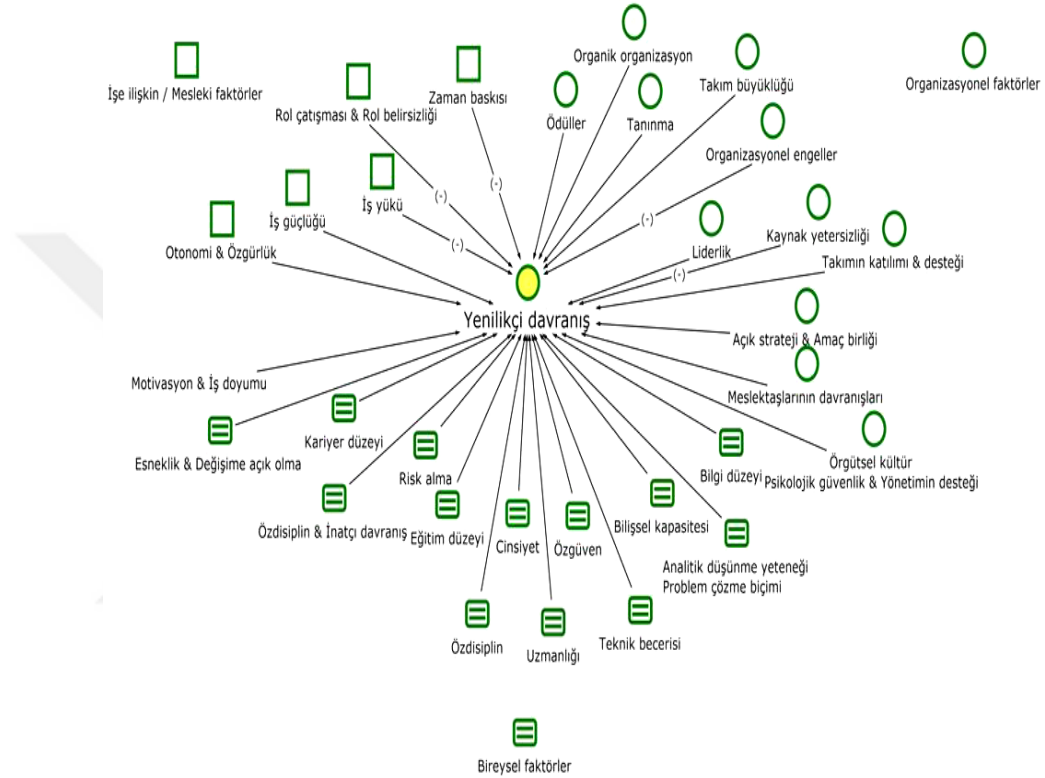 Organik organizasyon
Takım büyüklüğü
İşe ilişkin / Mesleki faktörler
Organizasyonel faktörler
Rol çatışması & Rol belirsizliği
Zaman baskısı
Ödüller
Tanınma
Organizasyonel engeller
(-)
(-)
İş güçlüğü
İş yükü
(-)
(-)
Otonomi & Özgürlük
Liderlik
Kaynak yetersizliği
Takımın katılımı & desteği
(-)
Yenilikçi davranış
Açık strateji & Amaç birliği
Motivasyon & İş doyumu
Meslektaşlarının davranışları
Esneklik & Değişime açık olma
Kariyer düzeyi
Risk alma
Bilgi düzeyi
Örgütsel kültür
Psikolojik güvenlik & Yönetimin desteği
Özdisiplin & İnatçı davranış
Eğitim düzeyi
Cinsiyet
Özgüven
Bilişsel kapasitesi
Analitik düşünme yeteneği
Problem çözme biçimi
Özdisiplin
Uzmanlığı
Teknik becerisi
Bireysel faktörler